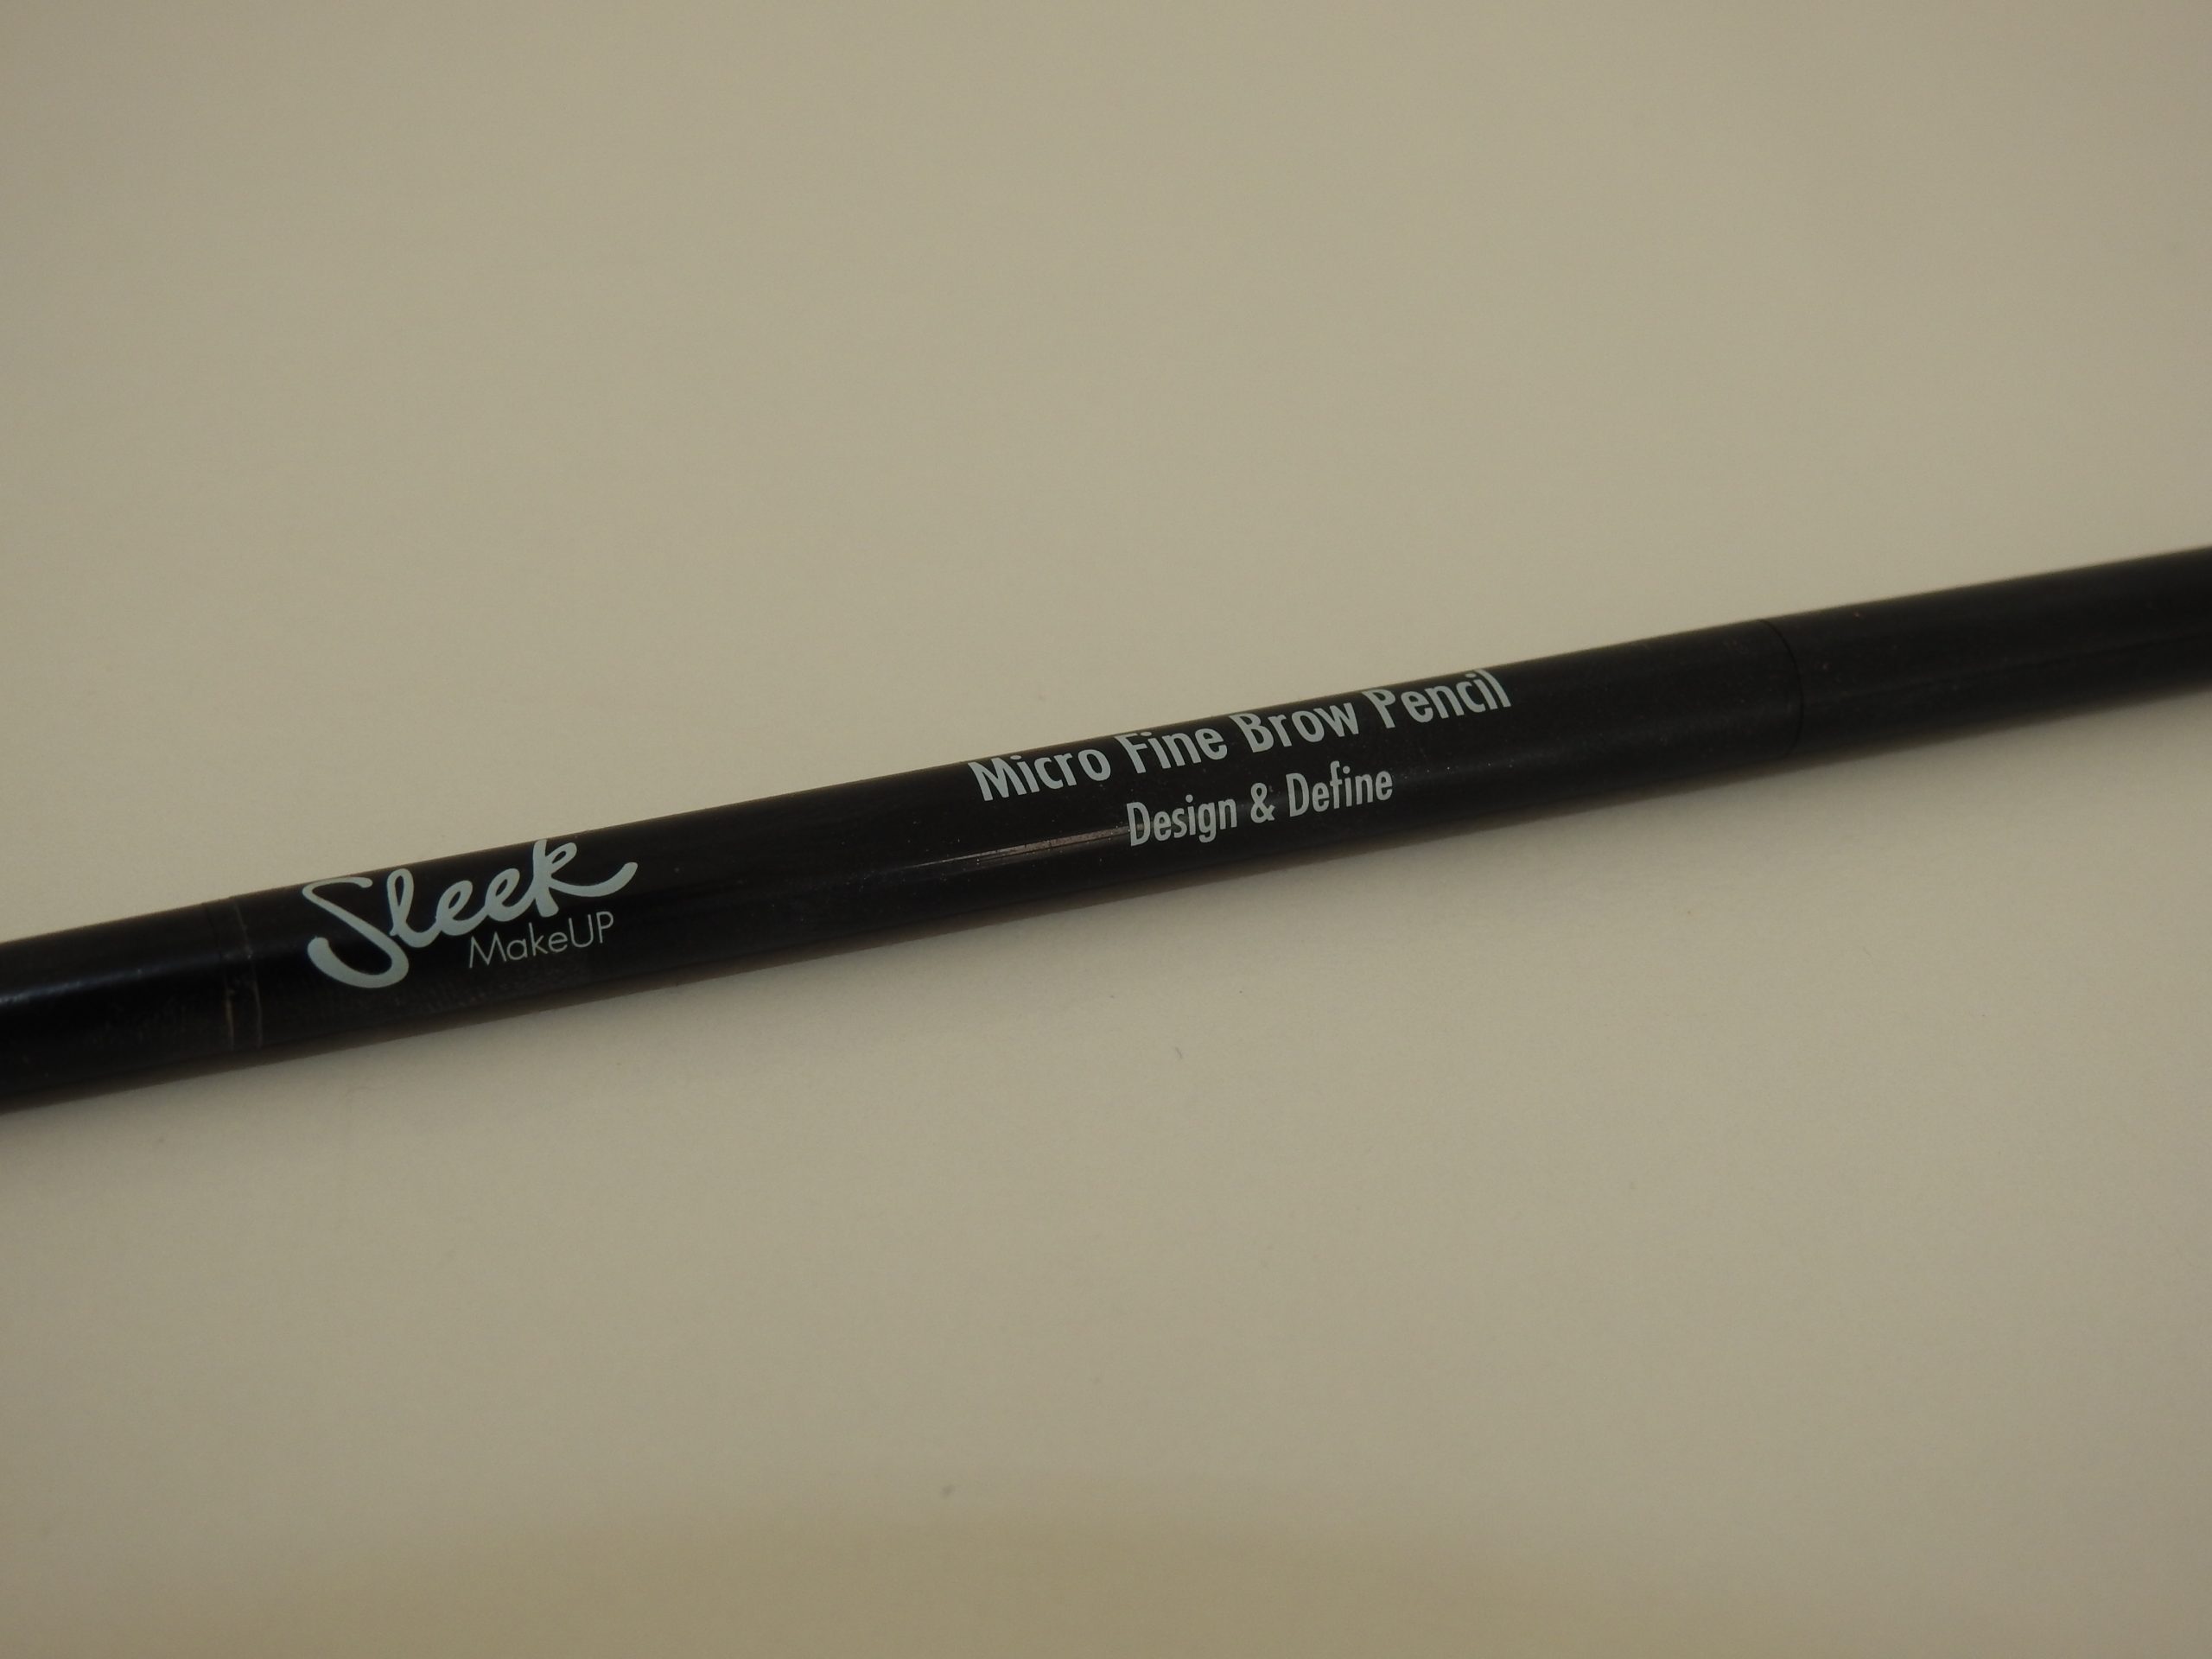 Sleek
MakeUP
Micro Fine Brow Pencil
Design & Define